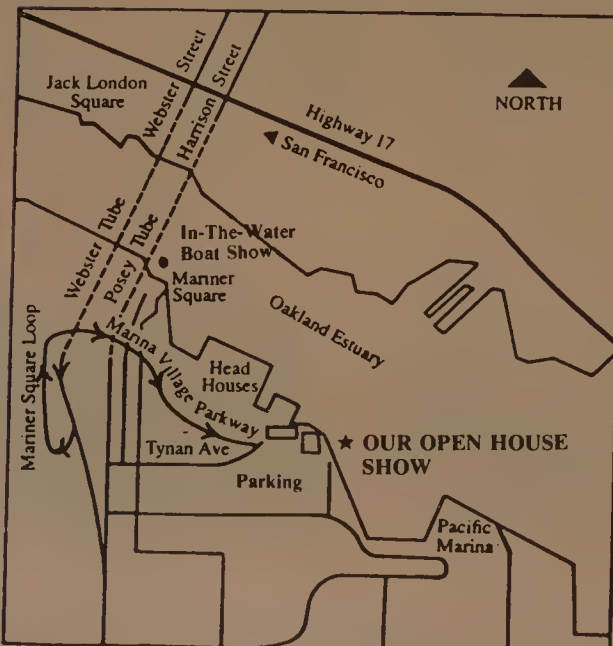 Jack London
Square
Webster Street
Harrison Street
NORTH
Highway 17
San Francisco
Webster Tube
Posey Tube
In-The-Water
Boat Show
Mariner
Square
Oakland Estuary
Mariner Square Loop
Marina Village Parkway
Head
Houses
Tynan Ave
★ OUR OPEN HOUSE
SHOW
Parking
Pacific
Marina